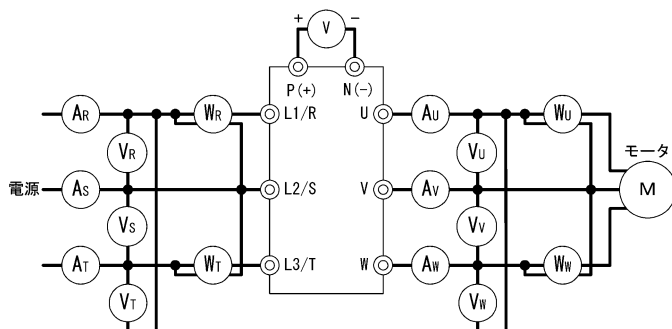 + V −
P(+) N(-)
AR WR L1/R U AU WU
VR VU モータ
電源 AS L2/S V AV M
VS VV
AT WT L3/T W AW WW
VT VW